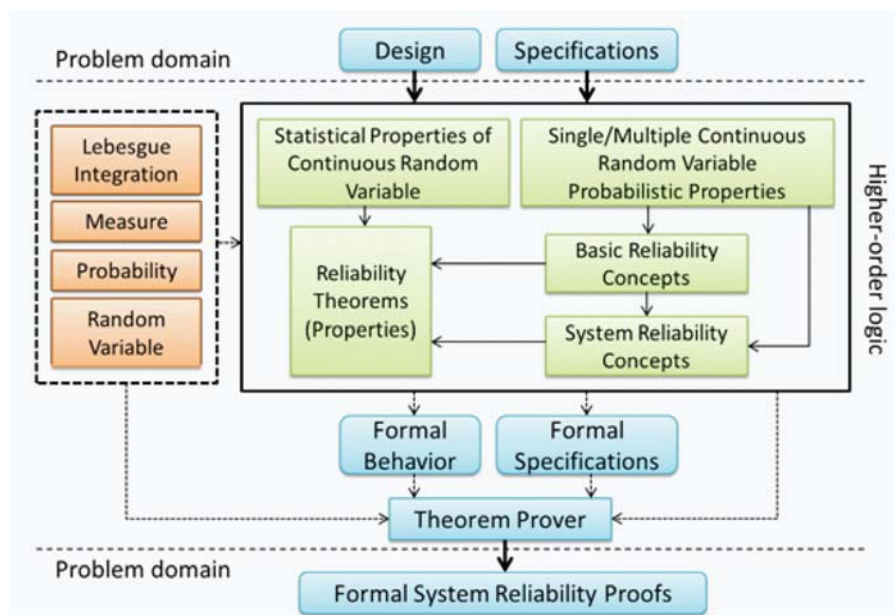 Problem domain
Design
Specifications
Lebesgue
Integration
Measure
Probability
Random
Variable
Statistical Properties of
Continuous Random
Variable
Single/Multiple Continuous
Random Variable
Probabilistic Properties
Reliability
Theorems
(Properties)
Basic Reliability
Concepts
System Reliability
Concepts
Higher-order logic
Formal
Behavior
Formal
Specifications
Theorem Prover
Problem domain
Formal System Reliability Proofs